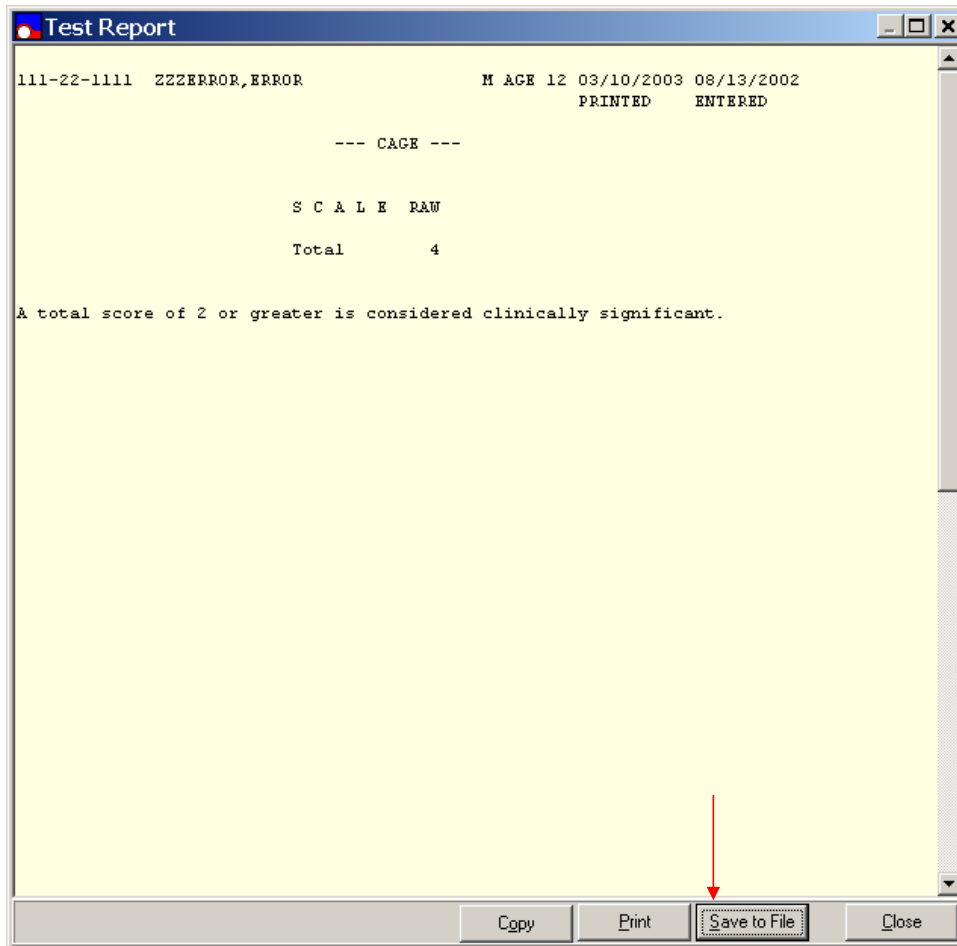 Test Report
111-22-1111 ZZZERROR,ERROR M AGE 12 03/10/2003 08/13/2002
PRINTED ENTERED
--- CAGE ---
S C A L E RAW
Total 4
A total score of 2 or greater is considered clinically significant.
Copy Print Save to File Close